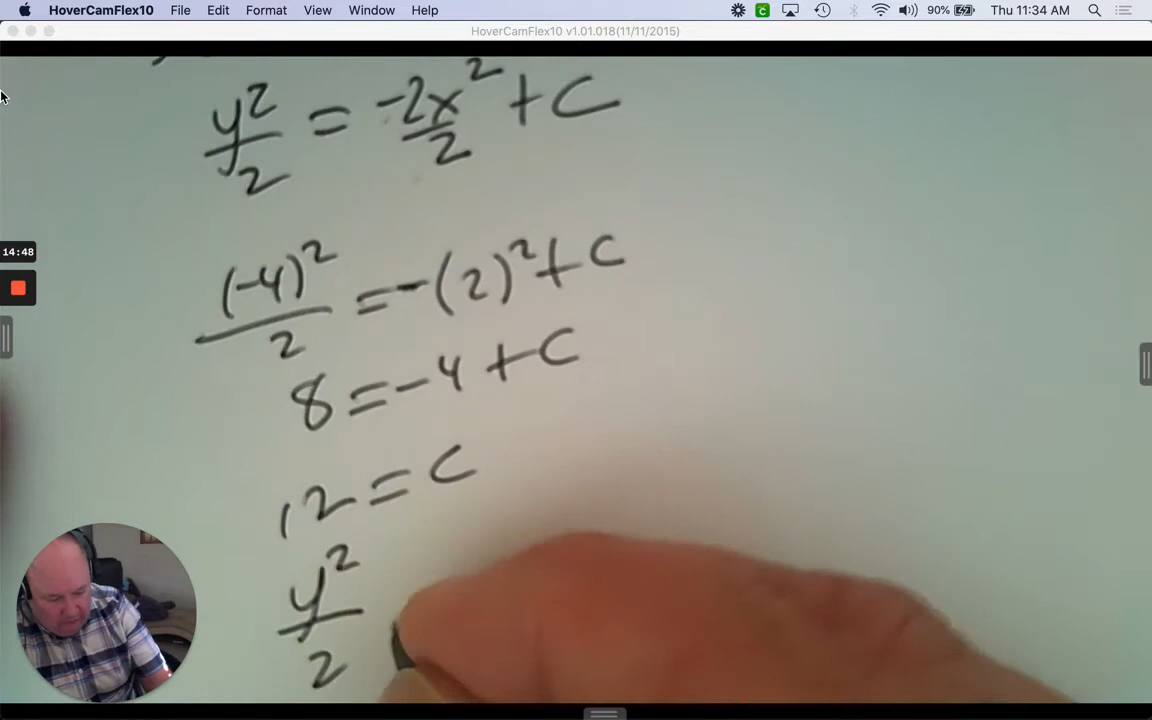 HoverCamFlex10 File Edit Format View Window Help 90% Thu 11:34 AM
HoverCamFlex10 v1.01.018(11/11/2015)
y²/2 = -2x²/2 + C
14:48
(-4)²/2 = -(2)² + C
8 = -4 + C
12 = C
y²/2